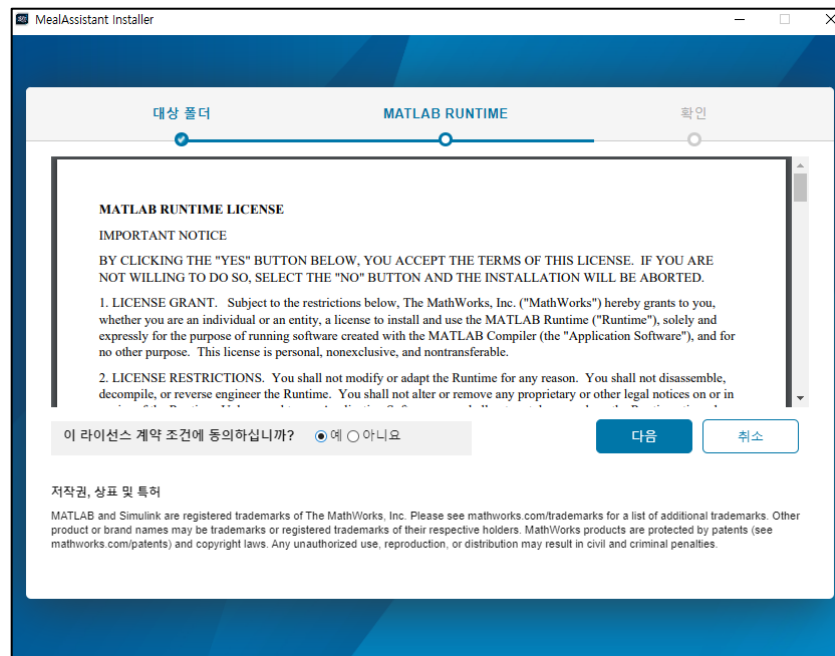 MealAssistant Installer
대상 폴더
MATLAB RUNTIME
확인
MATLAB RUNTIME LICENSE
IMPORTANT NOTICE
BY CLICKING THE "YES" BUTTON BELOW, YOU ACCEPT THE TERMS OF THIS LICENSE.  IF YOU ARE
NOT WILLING TO DO SO, SELECT THE "NO" BUTTON AND THE INSTALLATION WILL BE ABORTED.
1. LICENSE GRANT.   Subject to the restrictions below, The MathWorks, Inc. ("MathWorks") hereby grants to you,
whether you are an individual or an entity, a license to install and use the MATLAB Runtime ("Runtime"), solely and
expressly for the purpose of running software created with the MATLAB Compiler (the "Application Software"), and for
no other purpose.  This license is personal, nonexclusive, and nontransferable.
2. LICENSE RESTRICTIONS.  You shall not modify or adapt the Runtime for any reason.  You shall not disassemble,
decompile, or reverse engineer the Runtime.  You shall not alter or remove any proprietary or other legal notices on or in
이 라이선스 계약 조건에 동의하십니까? 예 아니요
다음
취소
저작권, 상표 및 특허
MATLAB and Simulink are registered trademarks of The MathWorks, Inc. Please see mathworks.com/trademarks for a list of additional trademarks. Other
product or brand names may be trademarks or registered trademarks of their respective holders. MathWorks products are protected by patents (see
mathworks.com/patents) and copyright laws. Any unauthorized use, reproduction, or distribution may result in civil and criminal penalties.